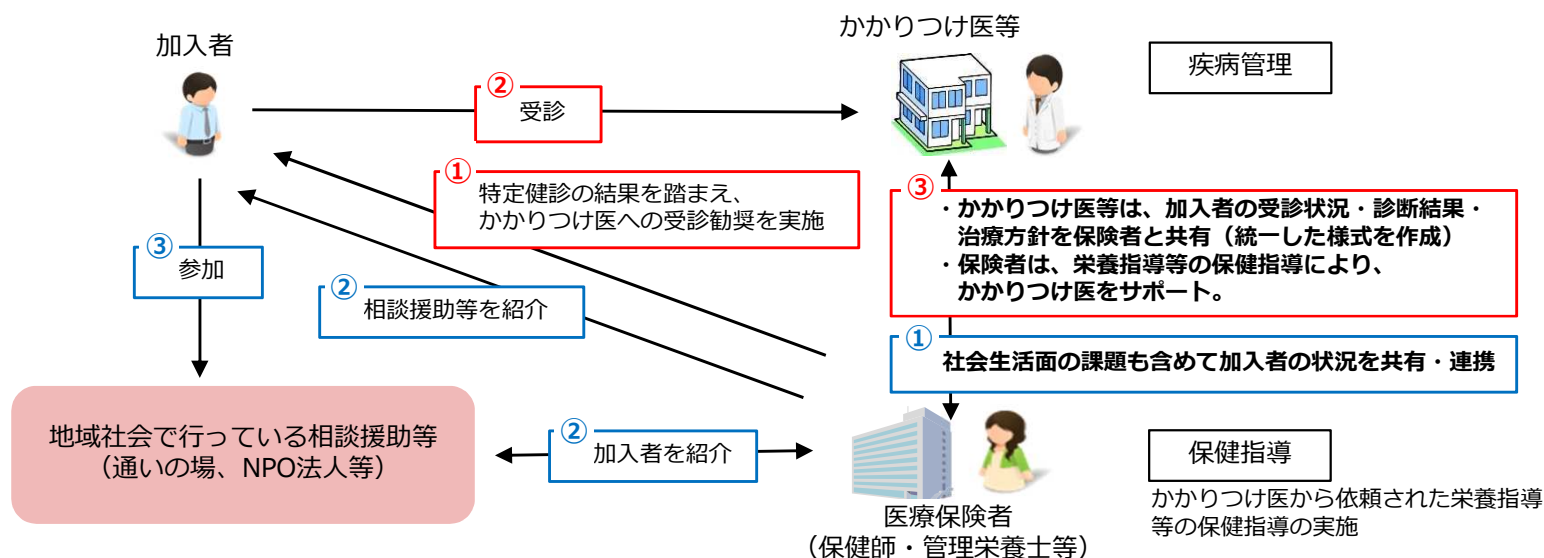 加入者
かかりつけ医等
疾病管理
②
受診
①
特定健診の結果を踏まえ、
かかりつけ医への受診勧奨を実施
③
・かかりつけ医等は、加入者の受診状況・診断結果・
治療方針を保険者と共有（統一した様式を作成）
・保険者は、栄養指導等の保健指導により、
かかりつけ医をサポート。
③
参加
②
相談援助等を紹介
①
社会生活面の課題も含めて加入者の状況を共有・連携
地域社会で行っている相談援助等
（通いの場、NPO法人等）
②
加入者を紹介
保健指導
かかりつけ医から依頼された栄養指導
等の保健指導の実施
医療保険者
（保健師・管理栄養士等）